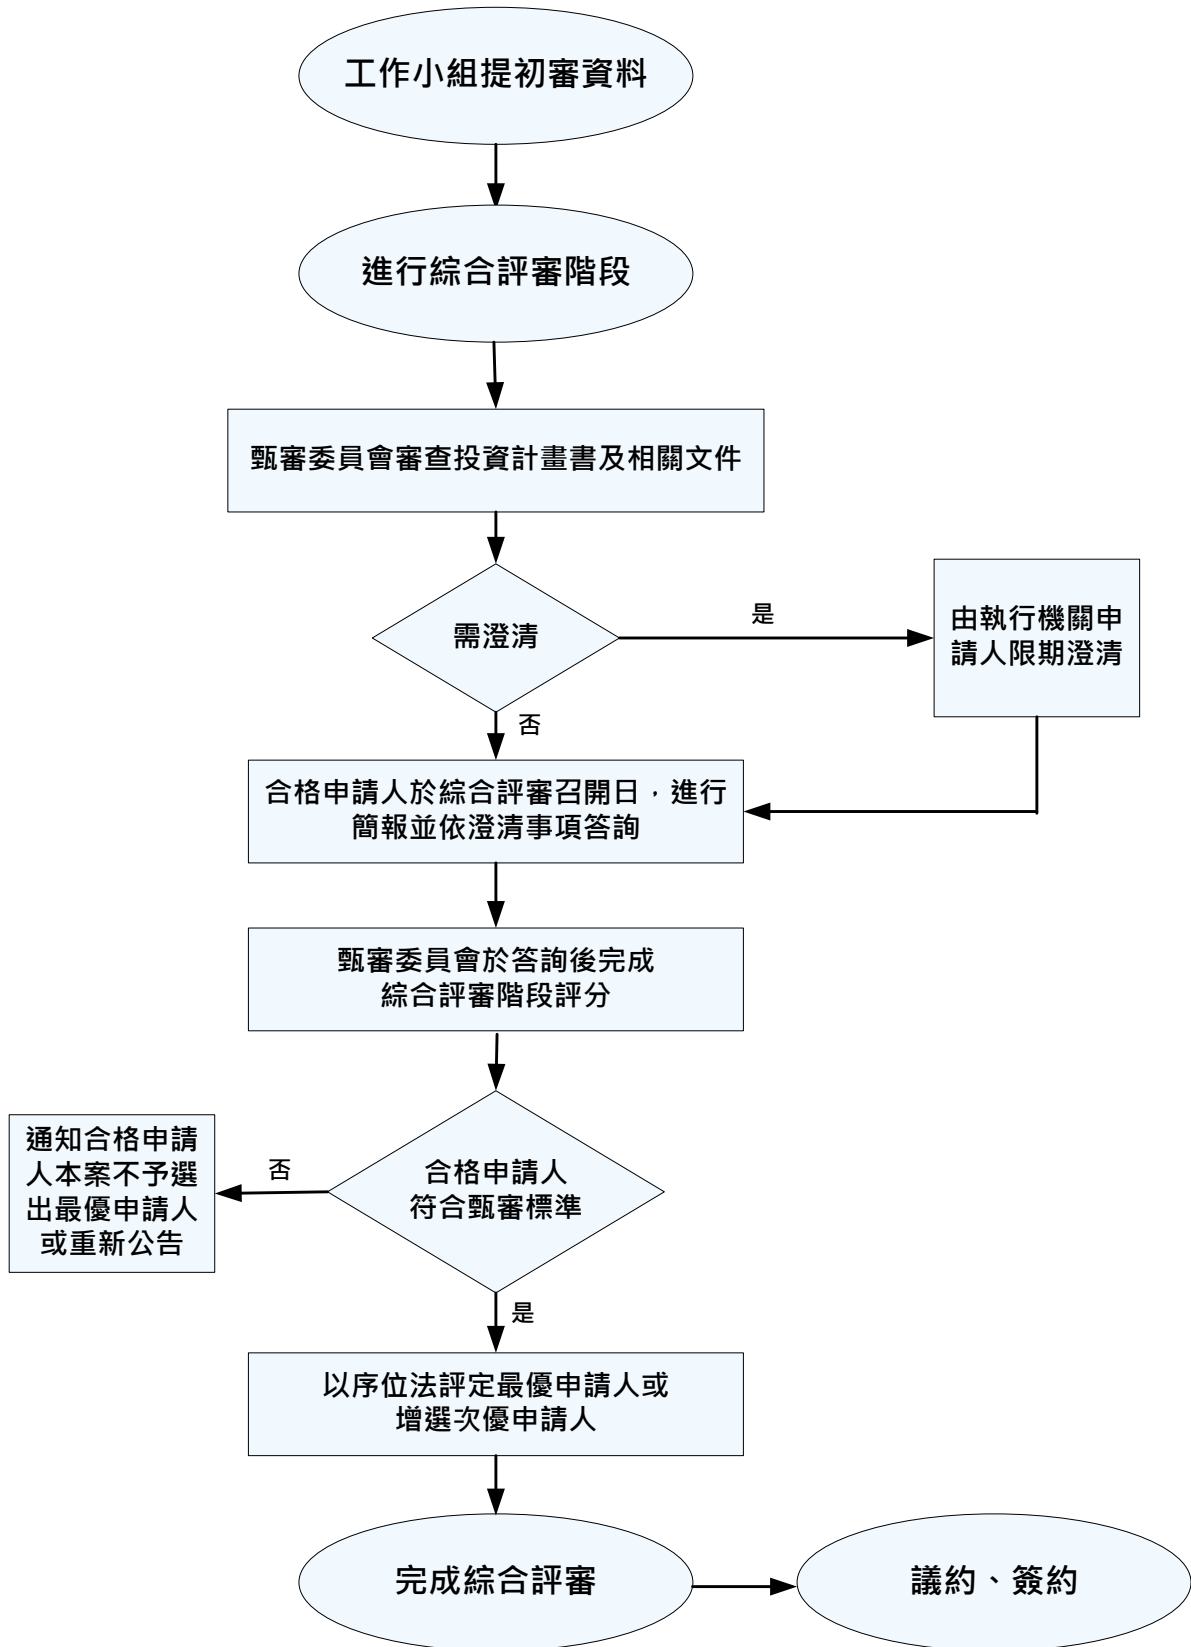 工作小組提初審資料
進行綜合評審階段
甄審委員會審查投資計畫書及相關文件
需澄清
是
由執行機關申
請人限期澄清
否
合格申請人於綜合評審召開日，進行
簡報並依澄清事項答詢
甄審委員會於答詢後完成
綜合評審階段評分
合格申請人
符合甄審標準
否
通知合格申請
人本案不予選
出最優申請人
或重新公告
是
以序位法評定最優申請人或
增選次優申請人
完成綜合評審
議約、簽約